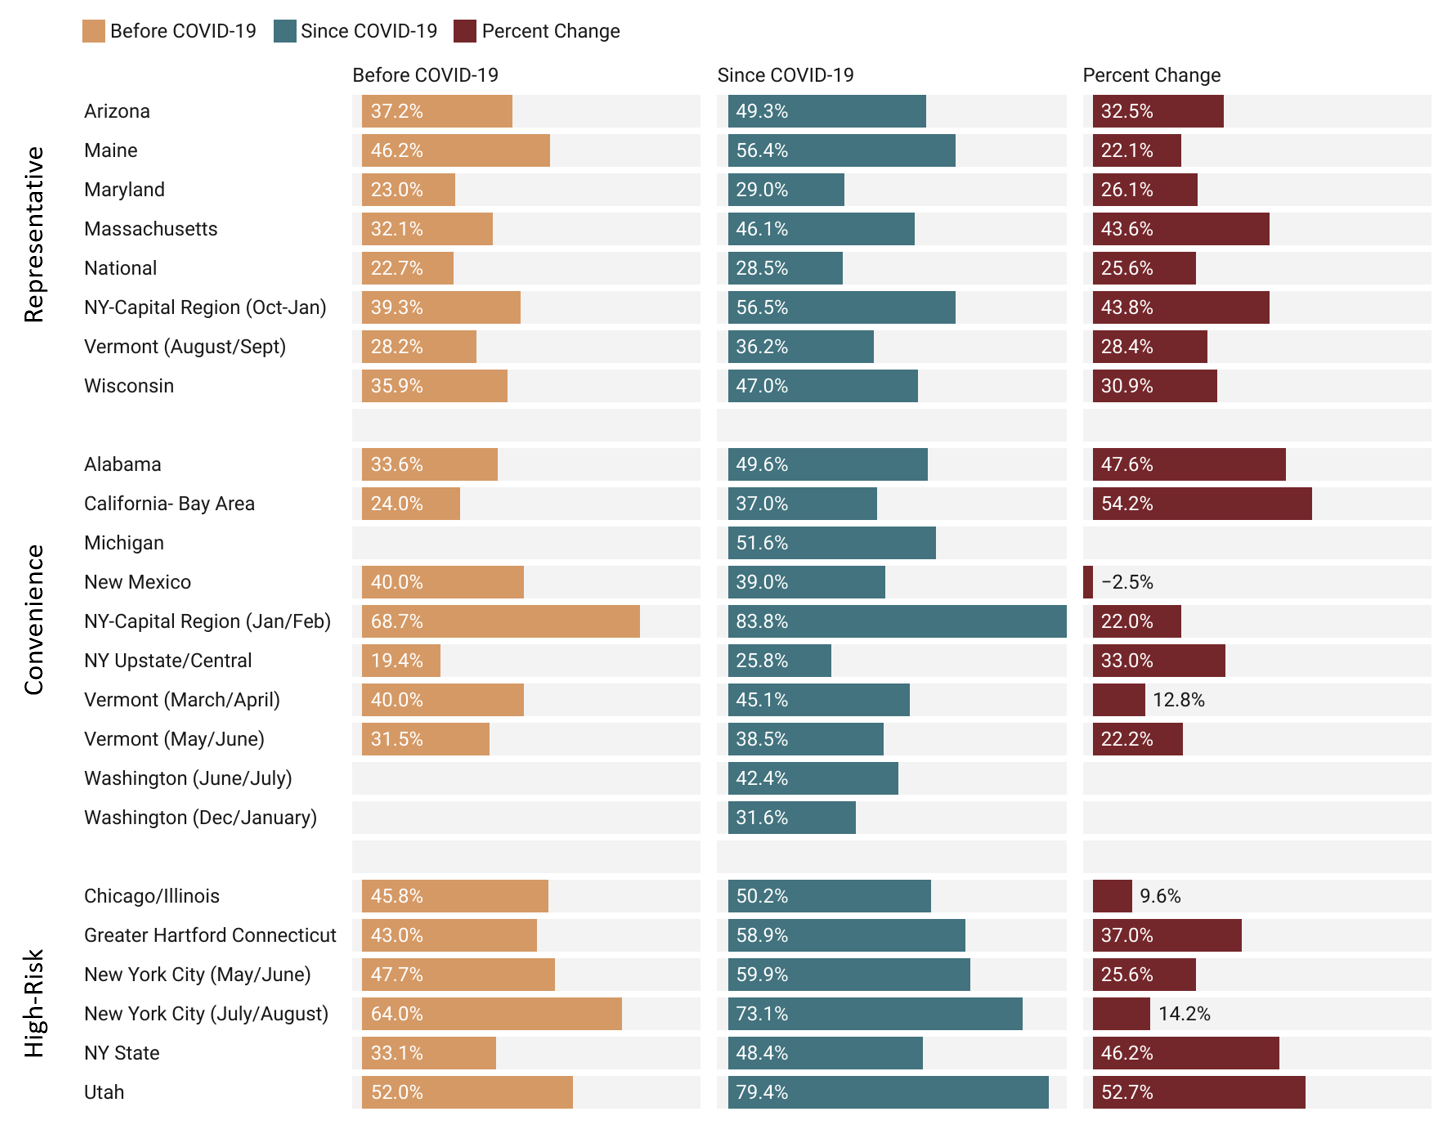 Before COVID-19 Since COVID-19 Percent Change
Before COVID-19 Since COVID-19 Percent Change
Representative
Arizona 37.2% 49.3% 32.5%
Maine 46.2% 56.4% 22.1%
Maryland 23.0% 29.0% 26.1%
Massachusetts 32.1% 46.1% 43.6%
National 22.7% 28.5% 25.6%
NY-Capital Region (Oct-Jan) 39.3% 56.5% 43.8%
Vermont (August/Sept) 28.2% 36.2% 28.4%
Wisconsin 35.9% 47.0% 30.9%
Convenience
Alabama 33.6% 49.6% 47.6%
California- Bay Area 24.0% 37.0% 54.2%
Michigan 51.6%
New Mexico 40.0% 39.0% −2.5%
NY-Capital Region (Jan/Feb) 68.7% 83.8% 22.0%
NY Upstate/Central 19.4% 25.8% 33.0%
Vermont (March/April) 40.0% 45.1% 12.8%
Vermont (May/June) 31.5% 38.5% 22.2%
Washington (June/July) 42.4%
Washington (Dec/January) 31.6%
High-Risk
Chicago/Illinois 45.8% 50.2% 9.6%
Greater Hartford Connecticut 43.0% 58.9% 37.0%
New York City (May/June) 47.7% 59.9% 25.6%
New York City (July/August) 64.0% 73.1% 14.2%
NY State 33.1% 48.4% 46.2%
Utah 52.0% 79.4% 52.7%